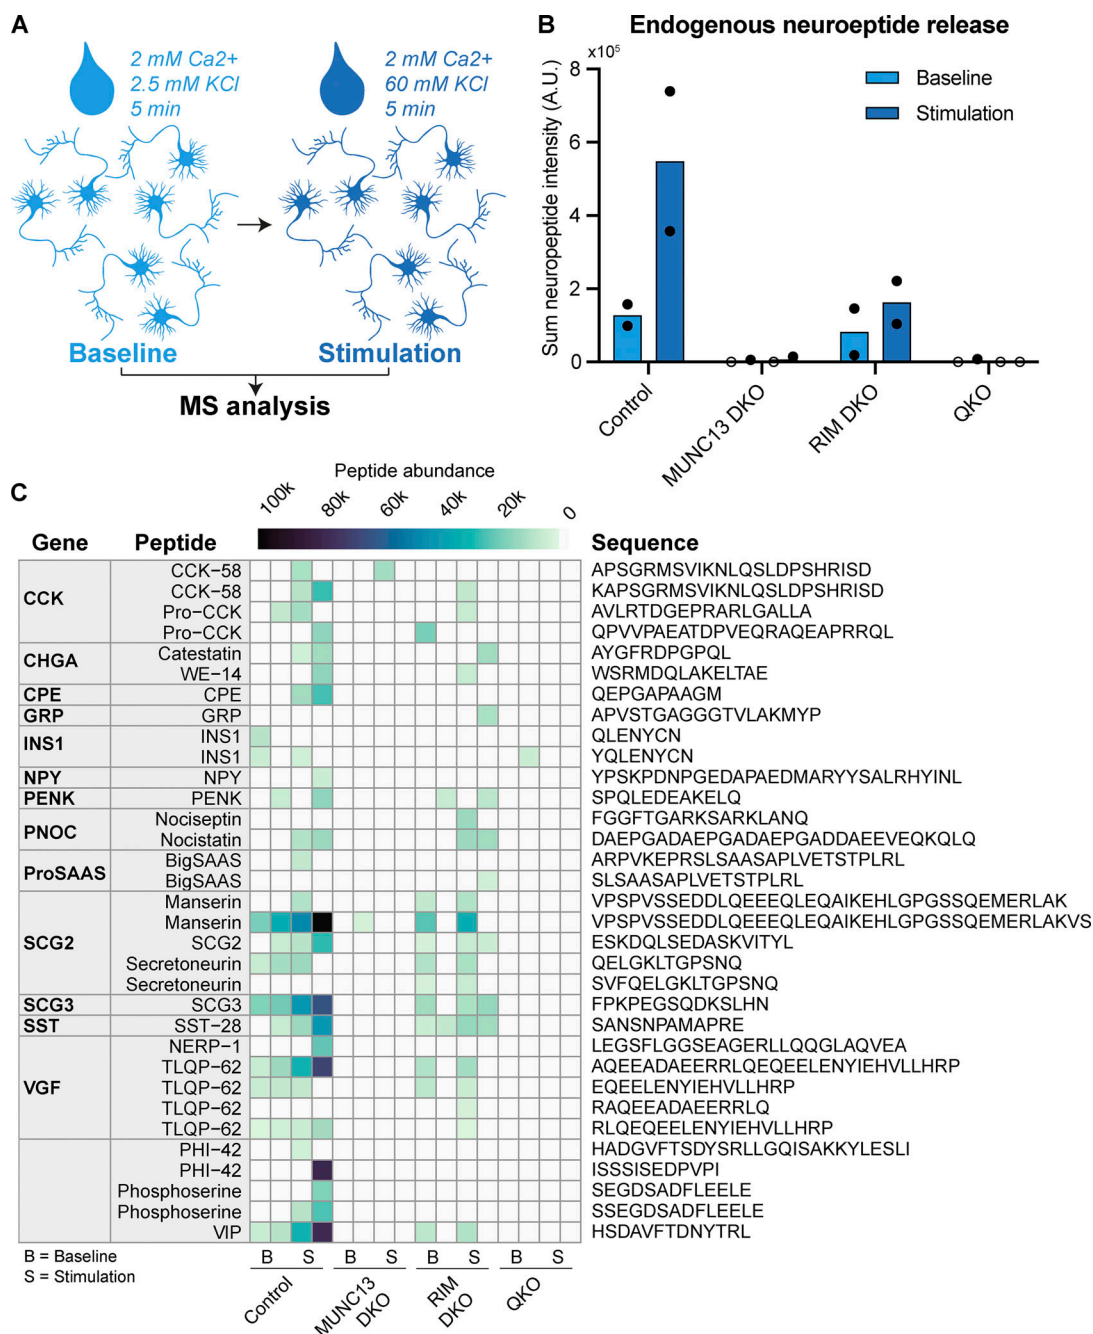 A
2 mM Ca2+
2.5 mM KCl
5 min
2 mM Ca2+
60 mM KCl
5 min
Baseline
Stimulation
MS analysis
B
Endogenous neuroeptide release
x10⁵
Sum neuropeptide intensity (A.U.)
8
6
4
2
0
Baseline
Stimulation
Control
MUNC13 DKO
RIM DKO
QKO
C
Peptide abundance
100k
80k
60k
40k
20k
0
Gene Peptide Sequence
CCK
CCK−58 APSGRMSVIKNLQSLDPSHRISD
CCK−58 KAPSGRMSVIKNLQSLDPSHRISD
Pro−CCK AVLRTDGEPRARLGALLA
Pro−CCK QPVVPAEATDPVEQRAQEAPRRQL
CHGA
Catestatin AYGFRDPGPQL
WE−14 WSRMDQLAKELTAE
CPE CPE QEPGAPAAGM
GRP GRP APVSTGAGGGTVLAKMYP
INS1
INS1 QLENYCN
INS1 YQLENYCN
NPY NPY YPSKPDNPGEDAPAEDMARYYSALRHYINL
PENK PENK SPQLEDEAKELQ
PNOC
Nociseptin FGGFTGARKSARKLANQ
Nocistatin DAEPGADAEPGADAEPGADDAEEVEQKQLQ
ProSAAS
BigSAAS ARPVKEPRSLSAASAPLVETSTPLRL
BigSAAS SLSAASAPLVETSTPLRL
SCG2
Manserin VPSPVSSEDDLQEEEQLEQAIKEHLGPGSSQEMERLAK
Manserin VPSPVSSEDDLQEEEQLEQAIKEHLGPGSSQEMERLAKVS
SCG2 ESKDQLSEDASKVITYL
Secretoneurin QELGKLTGPSNQ
Secretoneurin SVFQELGKLTGPSNQ
SCG3 SCG3 FPKPEGSQDKSLHN
SST SST−28 SANSNPAMAPRE
VGF
NERP−1 LEGSFLGGSEAGERLLQQGLAQVEA
TLQP−62 AQEEADAEERRLQEQEELENYIEHVLLHRP
TLQP−62 EQEELENYIEHVLLHRP
TLQP−62 RAQEEADAEERRLQ
TLQP−62 RLQEQEELENYIEHVLLHRP
PHI−42 HADGVFTSDYSRLLGQISAKKYLESLI
PHI−42 ISSSISEDPVPI
Phosphoserine SEGDSADFLEELE
Phosphoserine SSEGDSADFLEELE
VIP HSDAVFTDNYTRL
B = Baseline
S = Stimulation
B S B S B S B S
Control
MUNC13
DKO
RIM
DKO
QKO